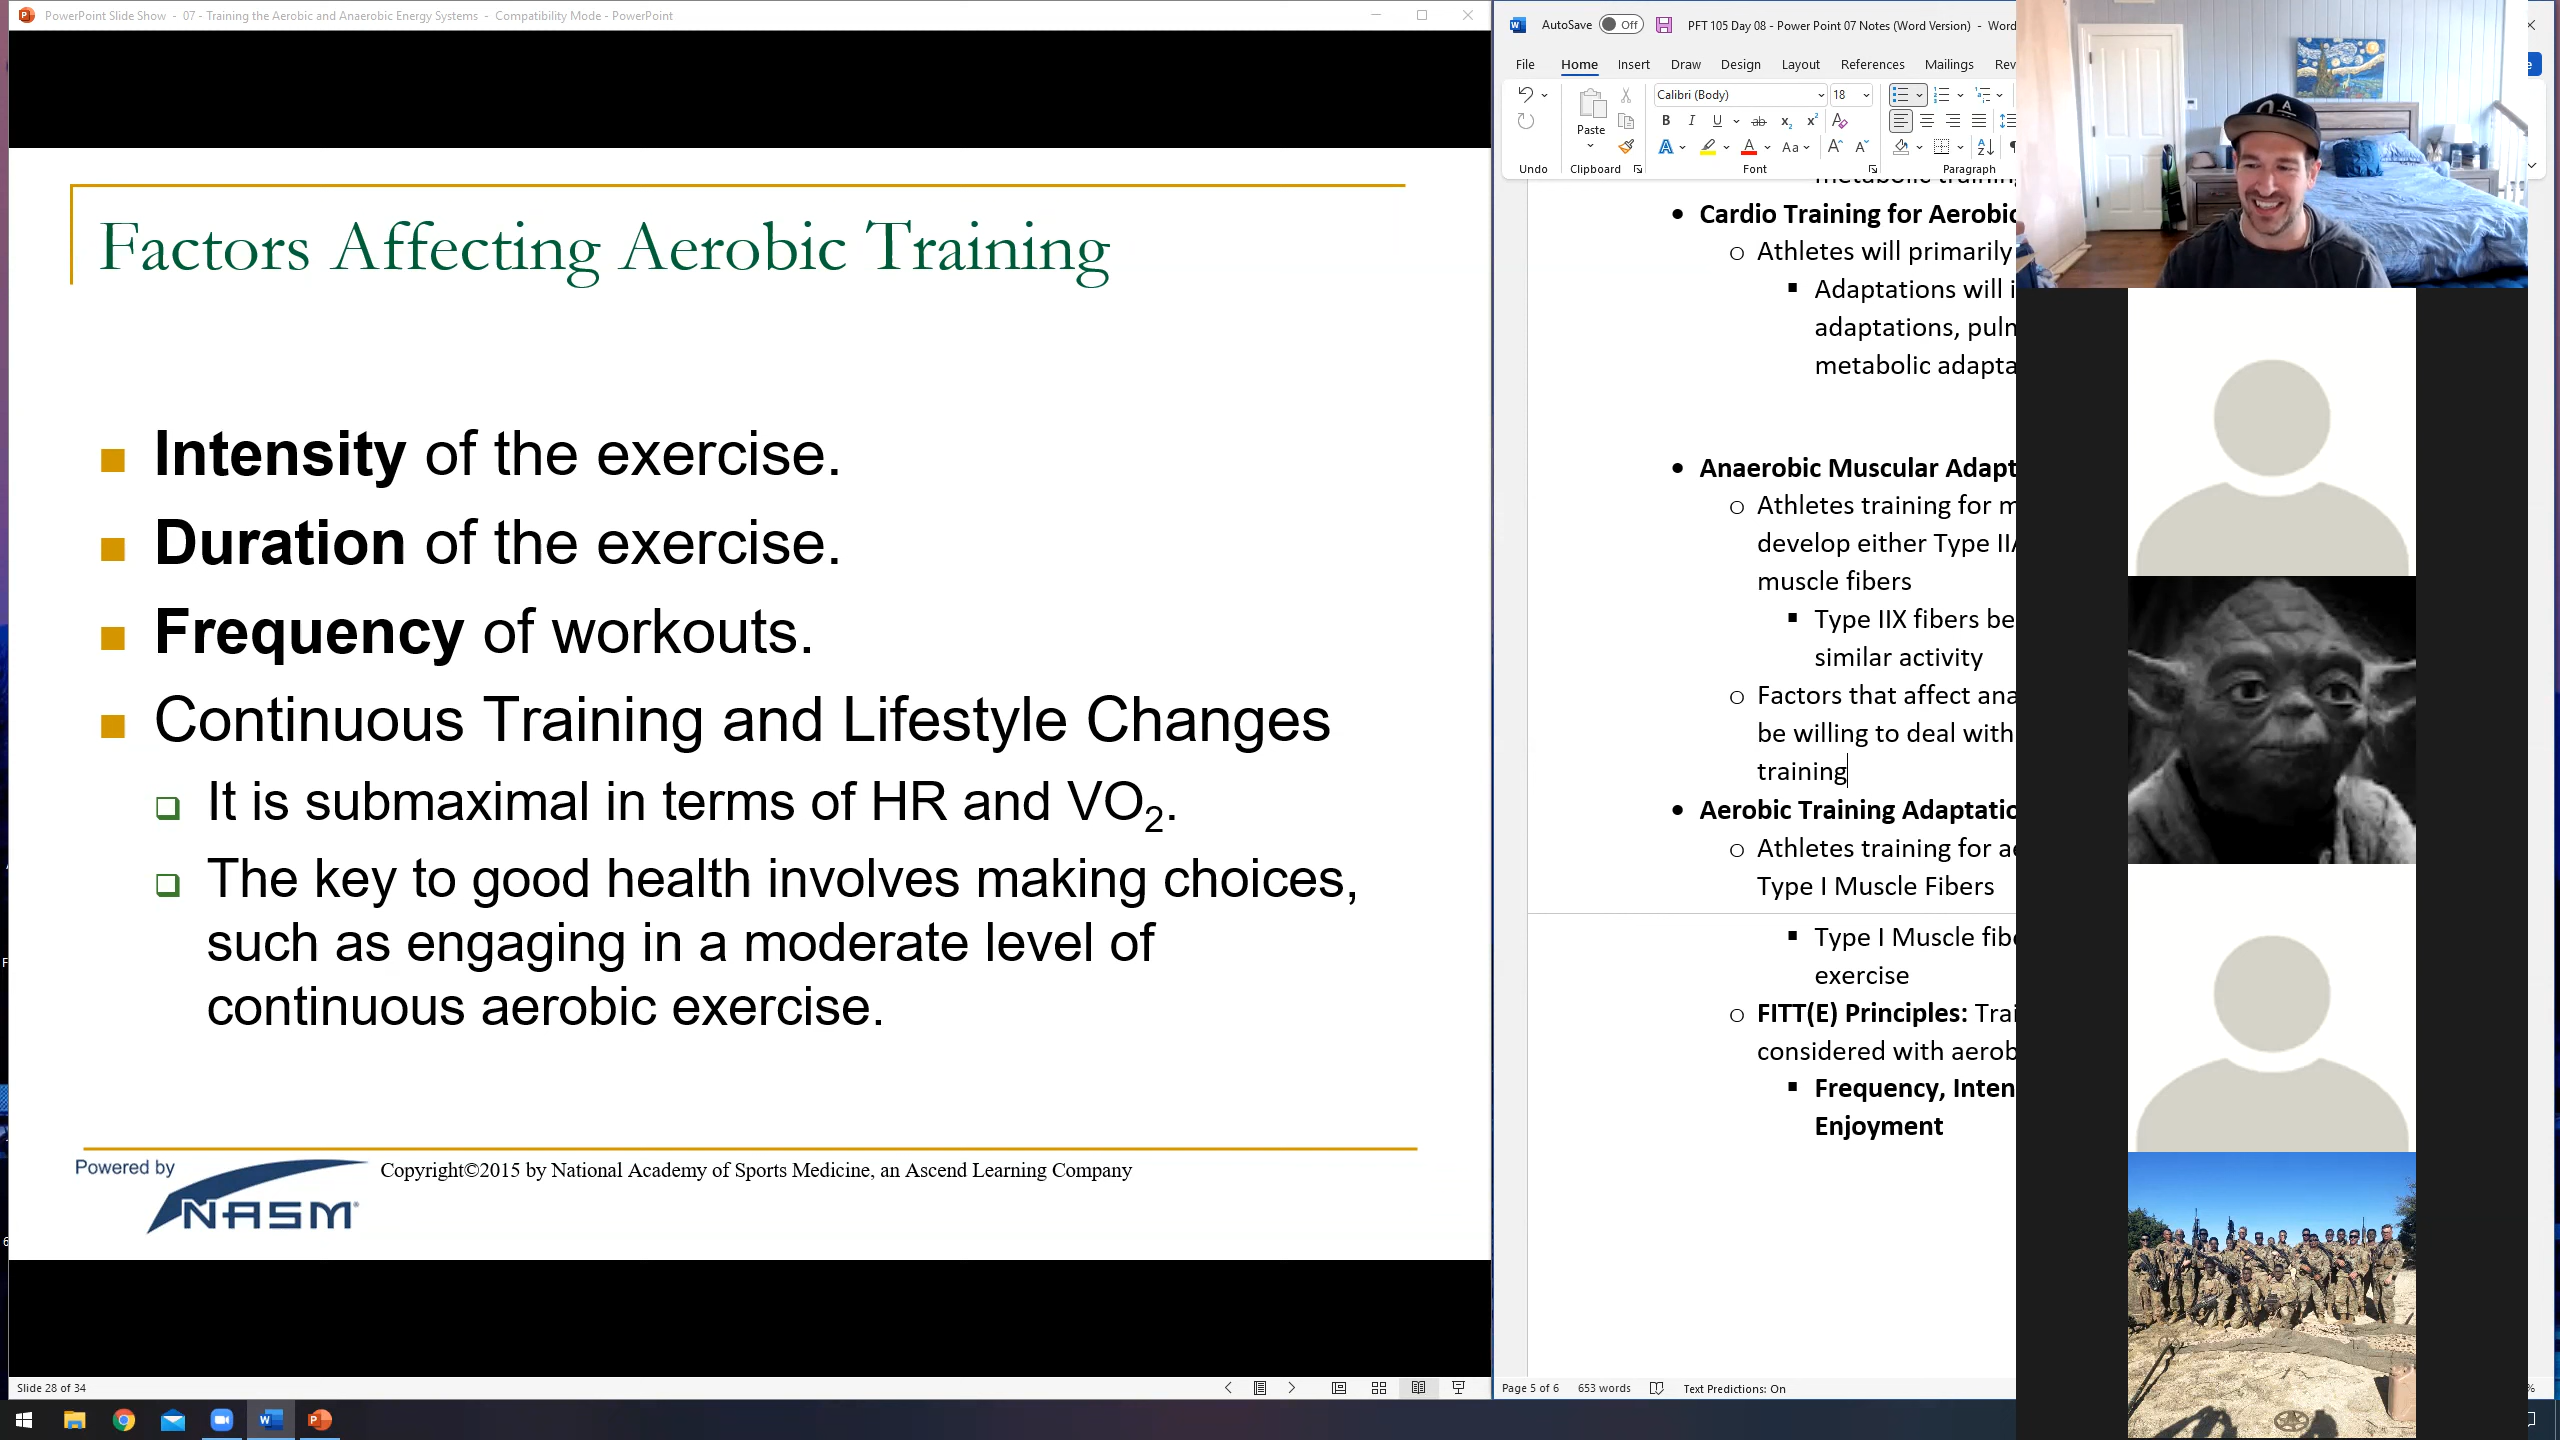 PowerPoint Slide Show - 07 - Training the Aerobic and Anaerobic Energy Systems - Compatibility Mode - PowerPoint
Factors Affecting Aerobic Training
Intensity of the exercise.
Duration of the exercise.
Frequency of workouts.
Continuous Training and Lifestyle Changes
It is submaximal in terms of HR and VO₂.
The key to good health involves making choices,
such as engaging in a moderate level of
continuous aerobic exercise.
Powered by
NASM
Copyright©2015 by National Academy of Sports Medicine, an Ascend Learning Company
Slide 28 of 34
AutoSave Off PFT 105 Day 08 - Power Point 07 Notes (Word Version) - Word
File Home Insert Draw Design Layout References Mailings Rev
Calibri (Body) 18
Paste
Undo Clipboard Font Paragraph
metabolic training
Cardio Training for Aerobic
Athletes will primarily
Adaptations will i
adaptations, pulm
metabolic adapta
Anaerobic Muscular Adapt
Athletes training for m
develop either Type IIA
muscle fibers
Type IIX fibers be
similar activity
Factors that affect ana
be willing to deal with
training
Aerobic Training Adaptatio
Athletes training for ae
Type I Muscle Fibers
Type I Muscle fibe
exercise
FITT(E) Principles: Trai
considered with aerob
Frequency, Inten
Enjoyment
Page 5 of 6 653 words Text Predictions: On